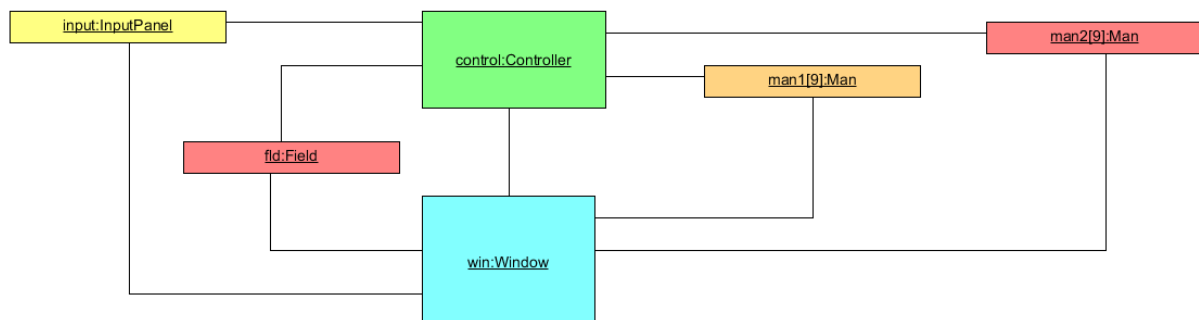 input:InputPanel
man2[9]:Man
control:Controller
man1[9]:Man
fld:Field
win:Window